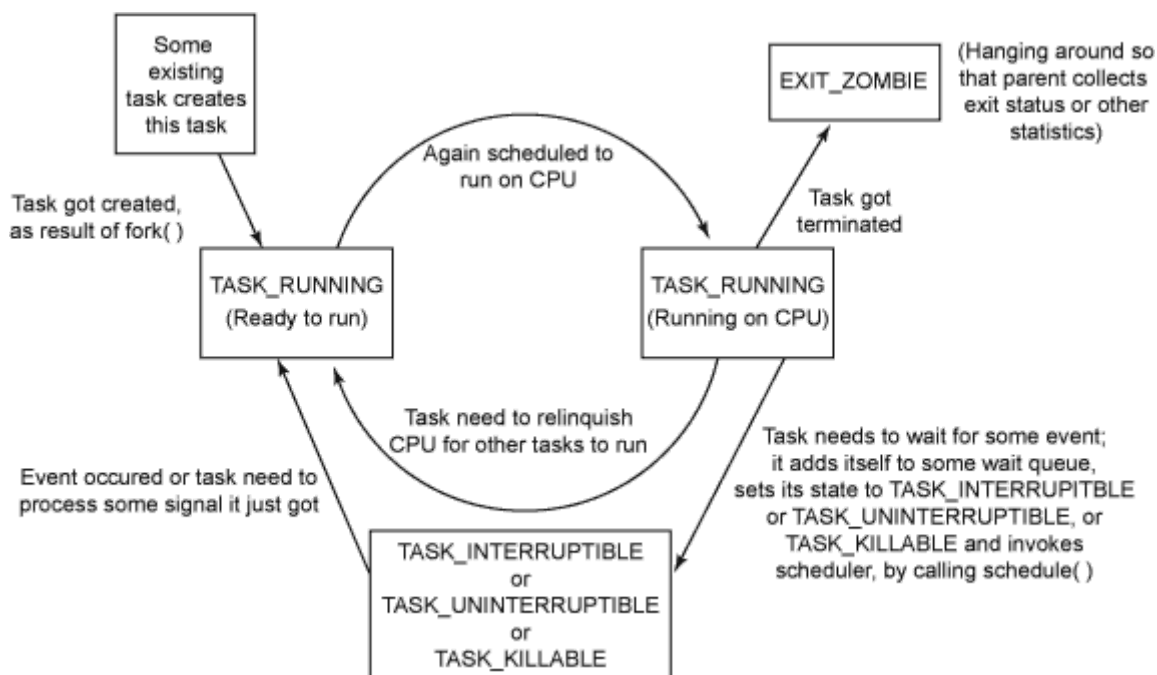 Some
existing
task creates
this task
EXIT_ZOMBIE
(Hanging around so
that parent collects
exit status or other
statistics)
Again scheduled to
run on CPU
Task got created,
as result of fork( )
Task got
terminated
TASK_RUNNING
(Ready to run)
TASK_RUNNING
(Running on CPU)
Task need to relinquish
CPU for other tasks to run
Event occured or task need to
process some signal it just got
Task needs to wait for some event;
it adds itself to some wait queue,
sets its state to TASK_INTERRUPITBLE
or TASK_UNINTERRUPTIBLE, or
TASK_KILLABLE and invokes
scheduler, by calling schedule( )
TASK_INTERRUPTIBLE
or
TASK_UNINTERRUPTIBLE
or
TASK_KILLABLE